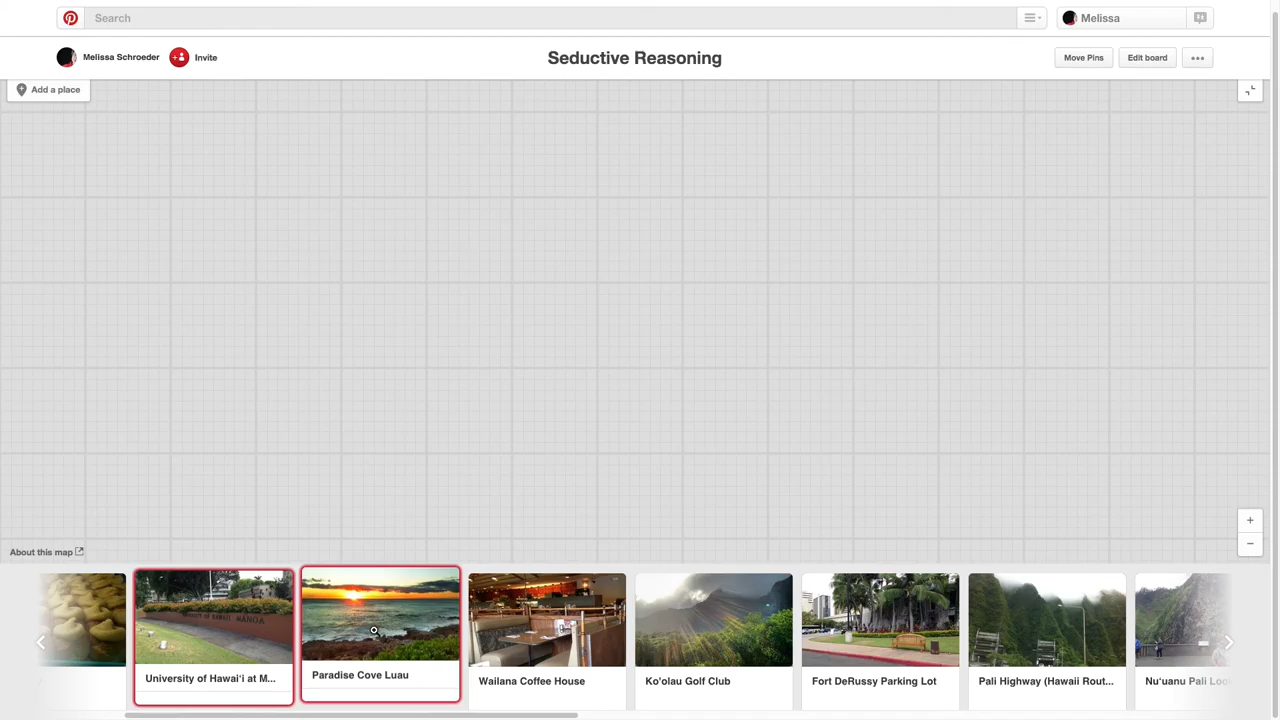 Search
Melissa
Melissa Schroeder
Invite
Seductive Reasoning
Move Pins
Edit board
Add a place
+
−
About this map
University of Hawai‘i at M...
Paradise Cove Luau
Wailana Coffee House
Ko'olau Golf Club
Fort DeRussy Parking Lot
Pali Highway (Hawaii Rout...
Nu‘uanu Pali Loo